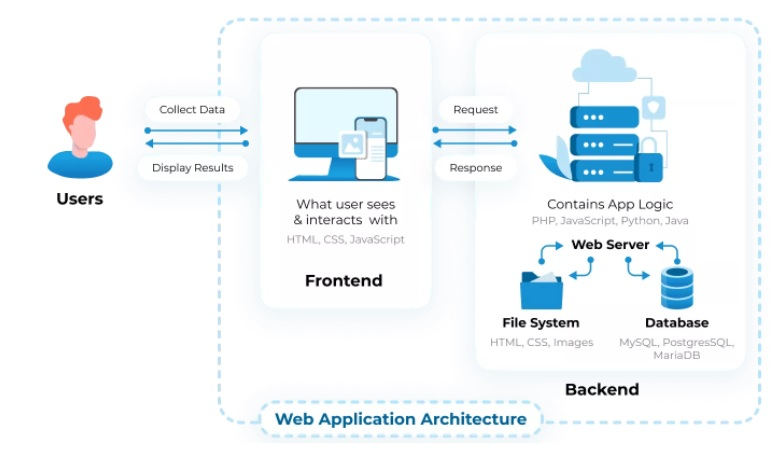 Collect Data
Display Results
Users
What user sees
& interacts with
HTML, CSS, JavaScript
Frontend
Request
Response
Contains App Logic
PHP, JavaScript, Python, Java
Web Server
File System
HTML, CSS, Images
Database
MySQL, PostgresSQL,
MariaDB
Backend
Web Application Architecture